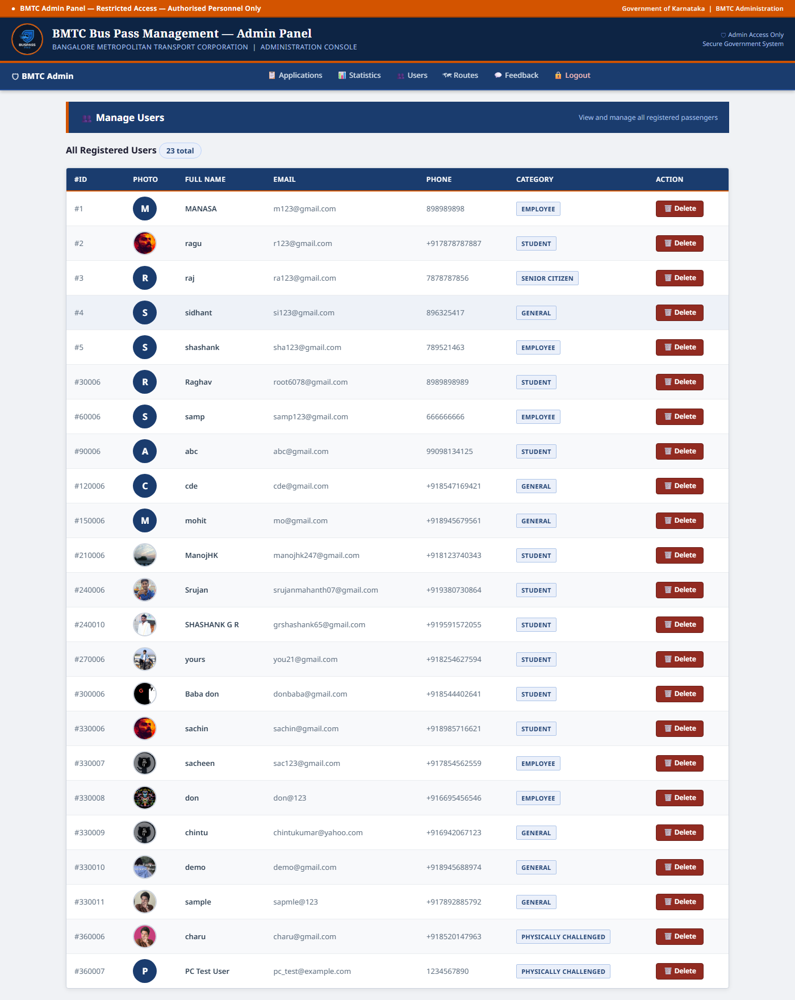 BMTC Admin Panel — Restricted Access — Authorised Personnel Only
Government of Karnataka | BMTC Administration
BUSPASS
PRO
BMTC Bus Pass Management — Admin Panel
BANGALORE METROPOLITAN TRANSPORT CORPORATION | ADMINISTRATION CONSOLE
Admin Access Only
Secure Government System
BMTC Admin
Applications Statistics Users Routes Feedback Logout
Manage Users
View and manage all registered passengers
All Registered Users 23 total
#ID PHOTO FULL NAME EMAIL PHONE CATEGORY ACTION
#1 M MANASA m123@gmail.com 898989898 EMPLOYEE Delete
#2 ragu r123@gmail.com +917878787887 STUDENT Delete
#3 R raj ra123@gmail.com 7878787856 SENIOR CITIZEN Delete
#4 S sidhant si123@gmail.com 896325417 GENERAL Delete
#5 S shashank sha123@gmail.com 789521463 EMPLOYEE Delete
#30006 R Raghav root6078@gmail.com 8989898989 STUDENT Delete
#60006 S samp samp123@gmail.com 666666666 EMPLOYEE Delete
#90006 A abc abc@gmail.com 99098134125 STUDENT Delete
#120006 C cde cde@gmail.com +918547169421 GENERAL Delete
#150006 M mohit mo@gmail.com +918945679561 GENERAL Delete
#210006 ManojHK manojhk247@gmail.com +918123740343 STUDENT Delete
#240006 Srujan srujanmahanth07@gmail.com +919380730864 STUDENT Delete
#240010 SHASHANK G R grshashank65@gmail.com +919591572055 STUDENT Delete
#270006 yours you21@gmail.com +918254627594 STUDENT Delete
#300006 G Baba don donbaba@gmail.com +918544402641 STUDENT Delete
#330006 sachin sachin@gmail.com +918985716621 STUDENT Delete
#330007 sacheen sac123@gmail.com +917854562559 EMPLOYEE Delete
#330008 don don@123 +916695456546 EMPLOYEE Delete
#330009 chintu chintukumar@yahoo.com +916942067123 GENERAL Delete
#330010 demo demo@gmail.com +918945688974 GENERAL Delete
#330011 sample sapmle@123 +917892885792 GENERAL Delete
#360006 charu charu@gmail.com +918520147963 PHYSICALLY CHALLENGED Delete
#360007 P PC Test User pc_test@example.com 1234567890 PHYSICALLY CHALLENGED Delete